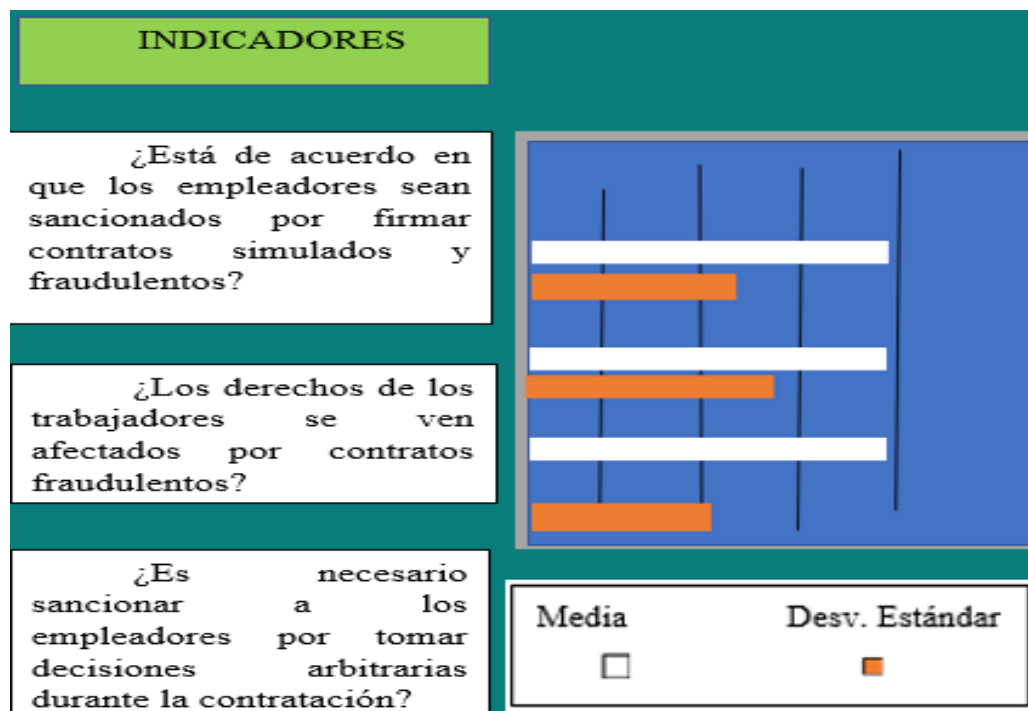 INDICADORES
¿Está de acuerdo en
que los empleadores sean
sancionados por firmar
contratos simulados y
fraudulentos?
¿Los derechos de los
trabajadores se ven
afectados por contratos
fraudulentos?
¿Es necesario
sancionar a los
empleadores por tomar
decisiones arbitrarias
durante la contratación?
Media Desv. Estándar